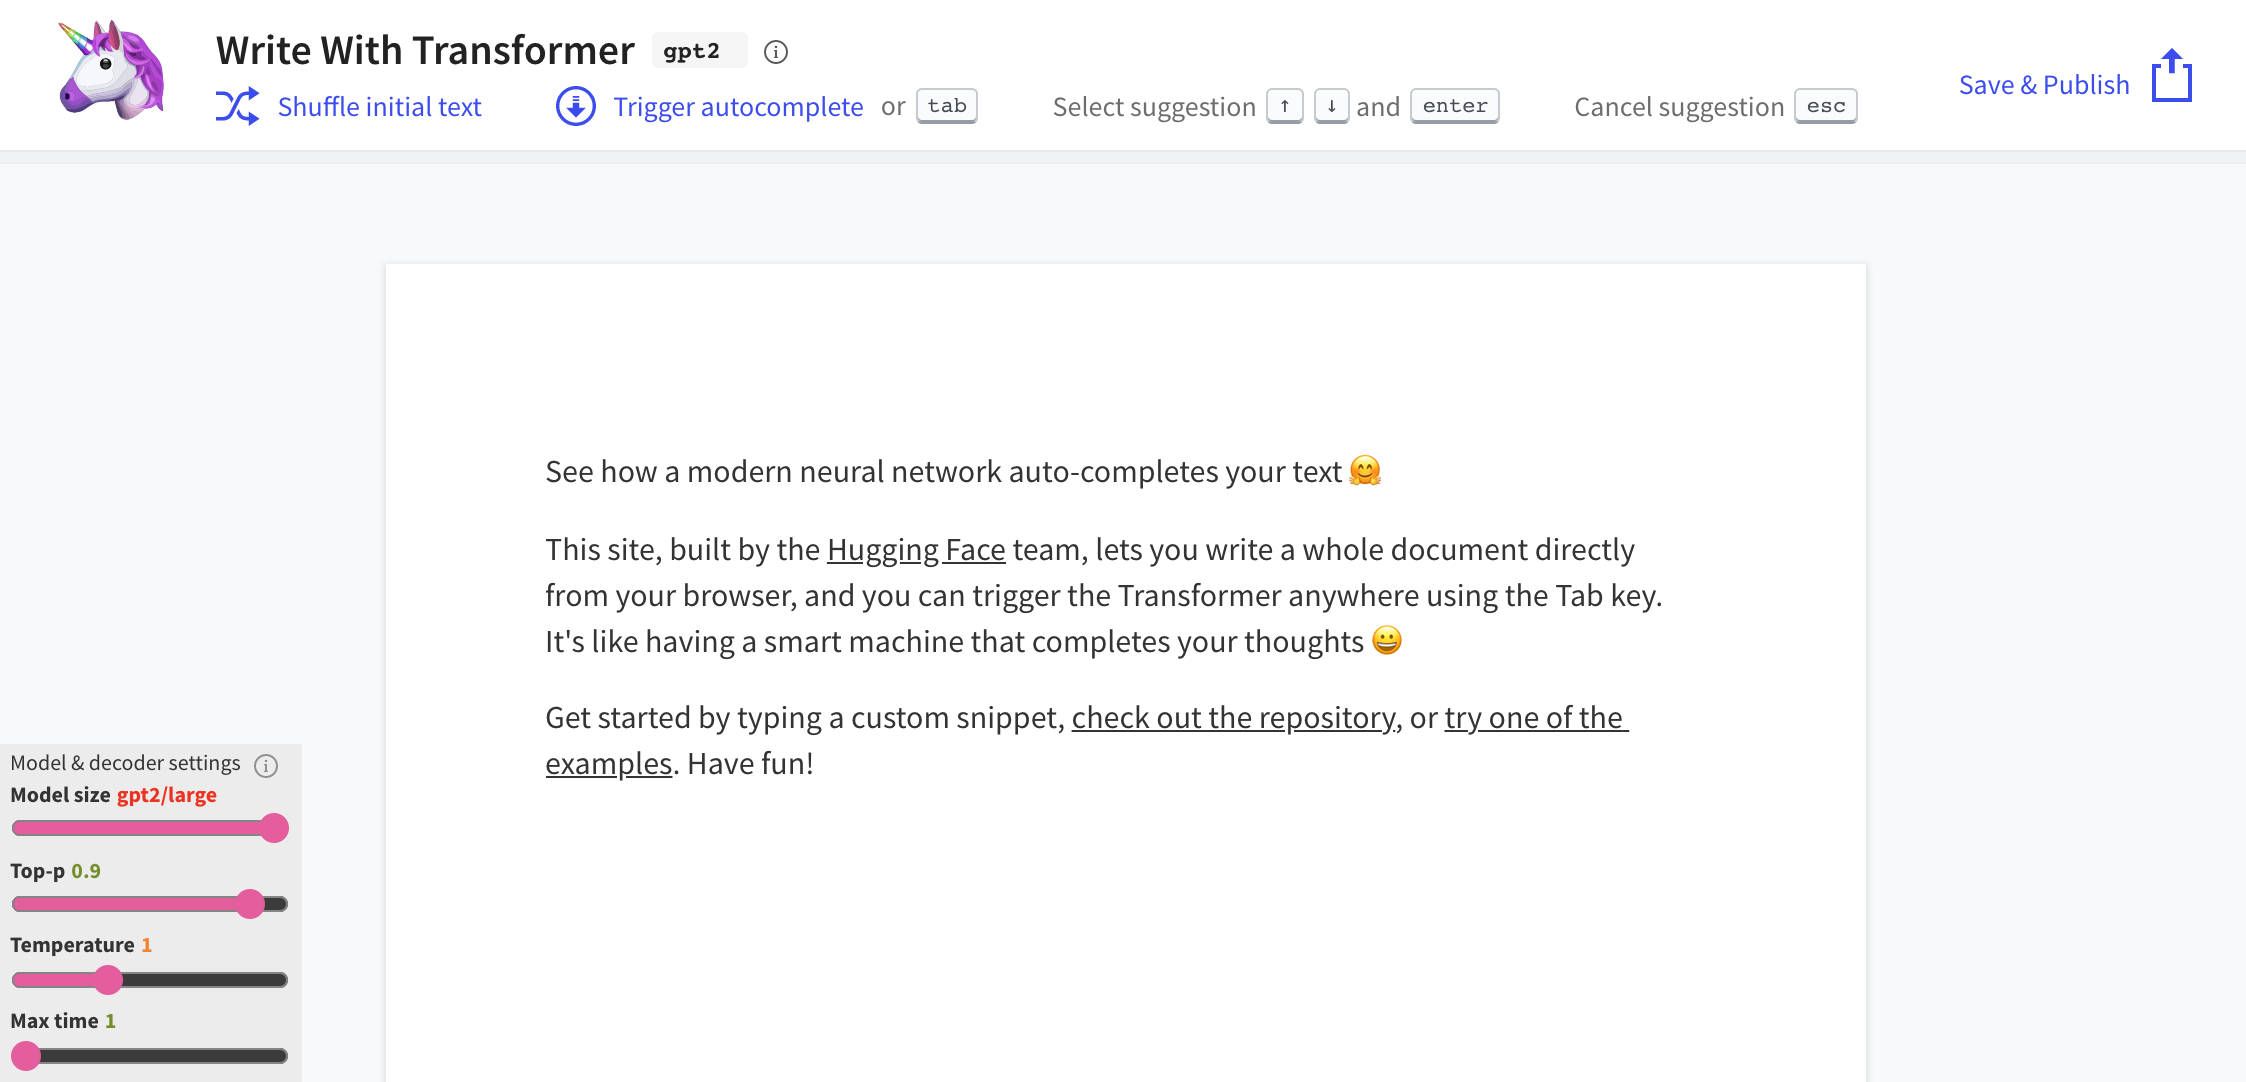 Write With Transformer gpt2
Shuffle initial text Trigger autocomplete or tab Select suggestion ↑ ↓ and enter Cancel suggestion esc Save & Publish
See how a modern neural network auto-completes your text 🤗
This site, built by the Hugging Face team, lets you write a whole document directly
from your browser, and you can trigger the Transformer anywhere using the Tab key.
It's like having a smart machine that completes your thoughts 😀
Get started by typing a custom snippet, check out the repository, or try one of the
examples. Have fun!
Model & decoder settings
Model size gpt2/large
Top-p 0.9
Temperature 1
Max time 1